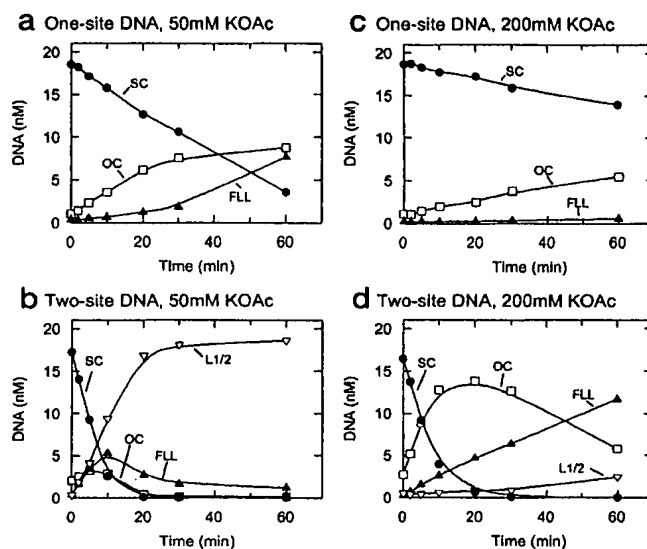 a One-site DNA, 50mM KOAc
20
15
10
5
0
DNA (nM)
SC
OC
FLL
0 20 40 60
Time (min)
c One-site DNA, 200mM KOAc
20
15
10
5
0
DNA (nM)
SC
OC
FLL
0 20 40 60
Time (min)
b Two-site DNA, 50mM KOAc
20
15
10
5
0
DNA (nM)
SC
L1/2
OC
FLL
0 20 40 60
Time (min)
d Two-site DNA, 200mM KOAc
20
15
10
5
0
DNA (nM)
SC
OC
FLL
L1/2
0 20 40 60
Time (min)